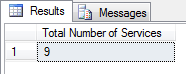 Results Messages
Total Number of Services
1 9